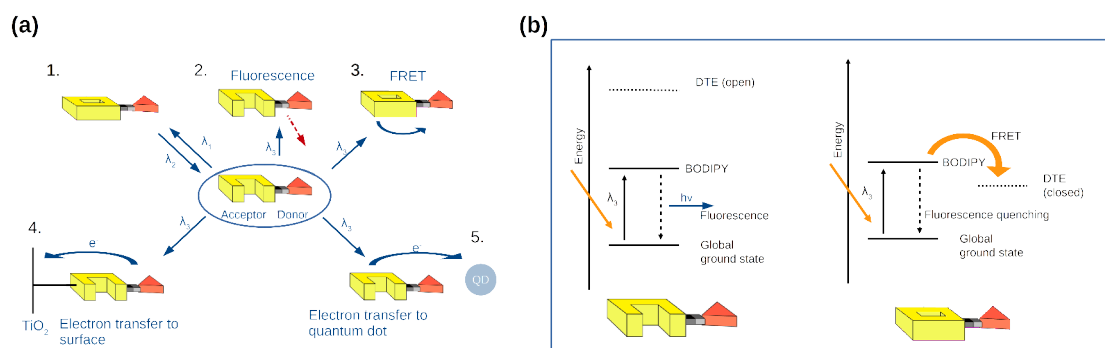 (a)
1.
2.
Fluorescence
3.
FRET
λ1
λ2
λ3
λ3
Acceptor Donor
λ3
λ3
4.
e-
TiO2
Electron transfer to
surface
5.
e-
QD
Electron transfer to
quantum dot
(b)
Energy
DTE (open)
BODIPY
λ3
hν
Fluorescence
Global
ground state
Energy
FRET
BODIPY
DTE
(closed)
λ3
Fluorescence quenching
Global
ground state